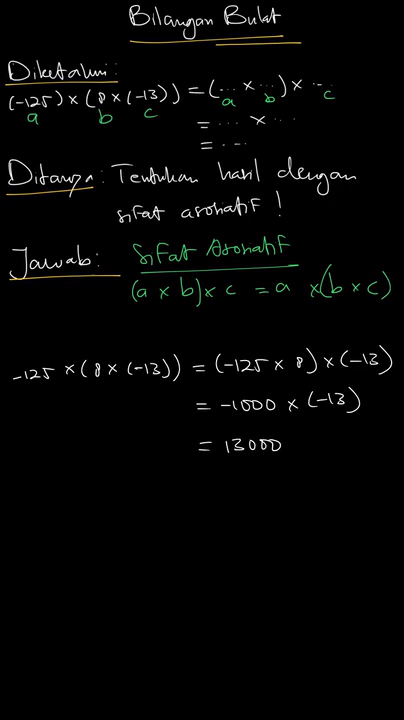 Bilangan Bulat
Diketahui:
(-125) × (8 × (-13)) = (... × ...) × ...
a b c a b c
= ... × ...
= ...
Ditanya: Tentukan hasil dengan
sifat asosiatif!
Jawab: Sifat Asosiatif
(a × b) × c = a × (b × c)
-125 × (8 × (-13)) = (-125 × 8) × (-13)
= -1000 × (-13)
= 13000